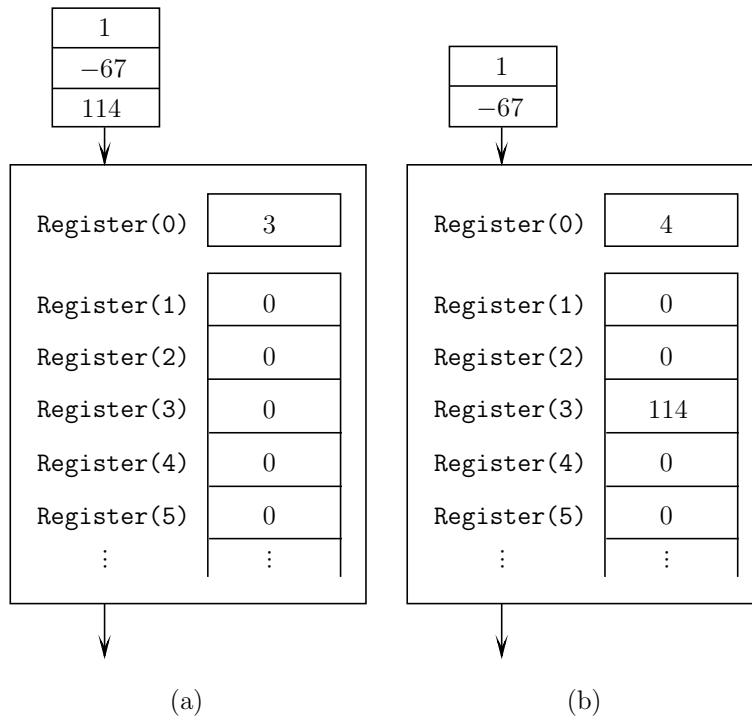 1
−67
114
Register(0) 3
Register(1) 0
Register(2) 0
Register(3) 0
Register(4) 0
Register(5) 0
⋮ ⋮
(a)
1
−67
Register(0) 4
Register(1) 0
Register(2) 0
Register(3) 114
Register(4) 0
Register(5) 0
⋮ ⋮
(b)